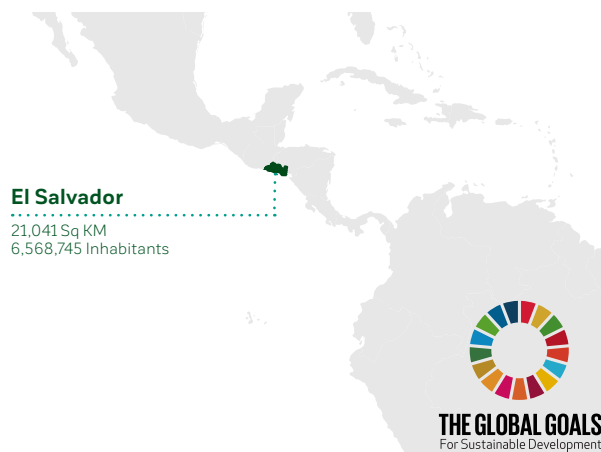 El Salvador
21,041 Sq KM
6,568,745 Inhabitants
THE GLOBAL GOALS
For Sustainable Development